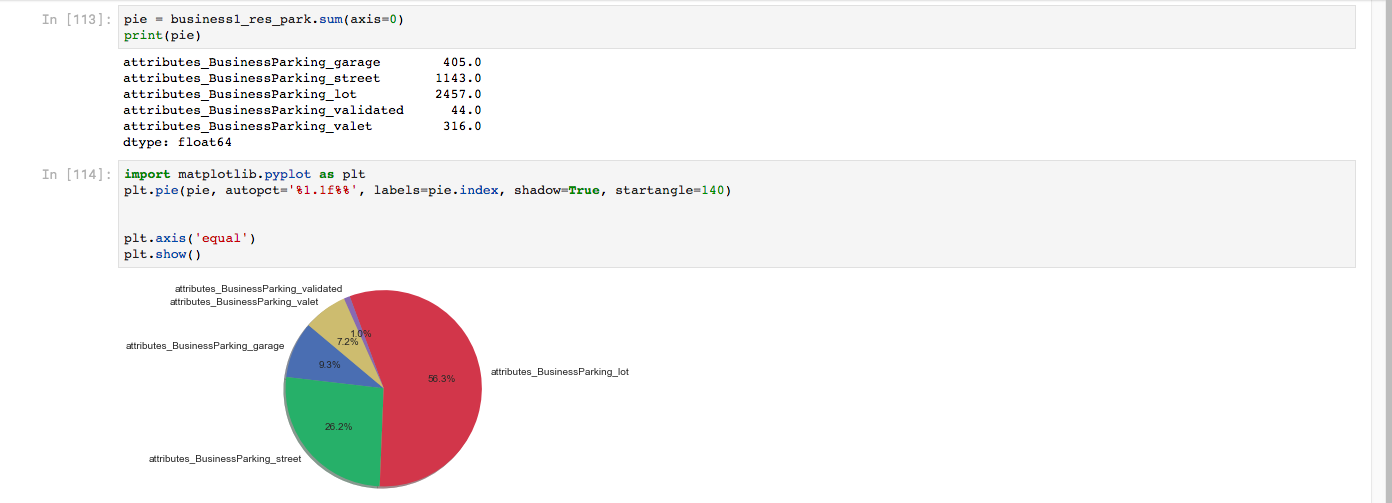 In [113]: pie = business1_res_park.sum(axis=0)
print(pie)
attributes_BusinessParking_garage 405.0
attributes_BusinessParking_street 1143.0
attributes_BusinessParking_lot 2457.0
attributes_BusinessParking_validated 44.0
attributes_BusinessParking_valet 316.0
dtype: float64
In [114]: import matplotlib.pyplot as plt
plt.pie(pie, autopct='%1.1f%%', labels=pie.index, shadow=True, startangle=140)
plt.axis('equal')
plt.show()
attributes_BusinessParking_validated
attributes_BusinessParking_valet
1.0%
7.2%
attributes_BusinessParking_garage
9.3%
56.3%
attributes_BusinessParking_lot
26.2%
attributes_BusinessParking_street